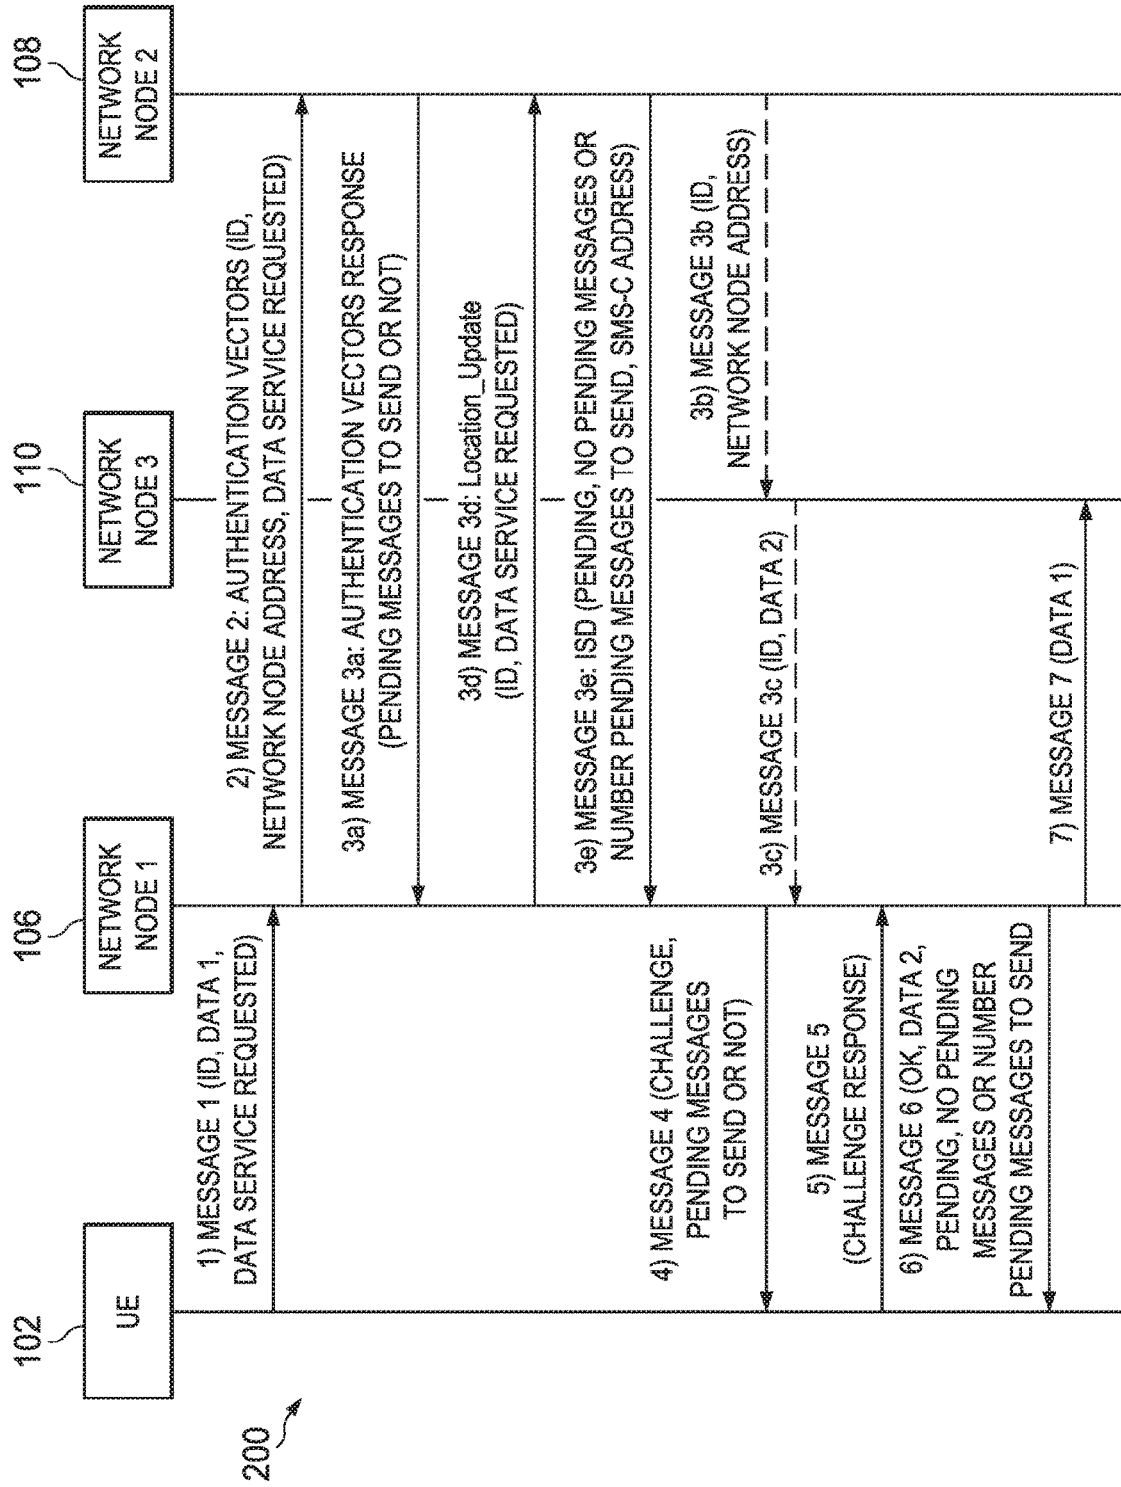 200
102
UE
106
NETWORK
NODE 1
110
NETWORK
NODE 3
108
NETWORK
NODE 2
1) MESSAGE 1 (ID, DATA 1,
DATA SERVICE REQUESTED)
2) MESSAGE 2: AUTHENTICATION VECTORS (ID,
NETWORK NODE ADDRESS, DATA SERVICE REQUESTED)
3a) MESSAGE 3a: AUTHENTICATION VECTORS RESPONSE
(PENDING MESSAGES TO SEND OR NOT)
3d) MESSAGE 3d: Location_Update
(ID, DATA SERVICE REQUESTED)
3e) MESSAGE 3e: ISD (PENDING, NO PENDING MESSAGES OR
NUMBER PENDING MESSAGES TO SEND, SMS-C ADDRESS)
3b) MESSAGE 3b (ID,
NETWORK NODE ADDRESS)
4) MESSAGE 4 (CHALLENGE,
PENDING MESSAGES
TO SEND OR NOT)
3c) MESSAGE 3c (ID, DATA 2)
5) MESSAGE 5
(CHALLENGE RESPONSE)
6) MESSAGE 6 (OK, DATA 2,
PENDING, NO PENDING
MESSAGES OR NUMBER
PENDING MESSAGES TO SEND
7) MESSAGE 7 (DATA 1)